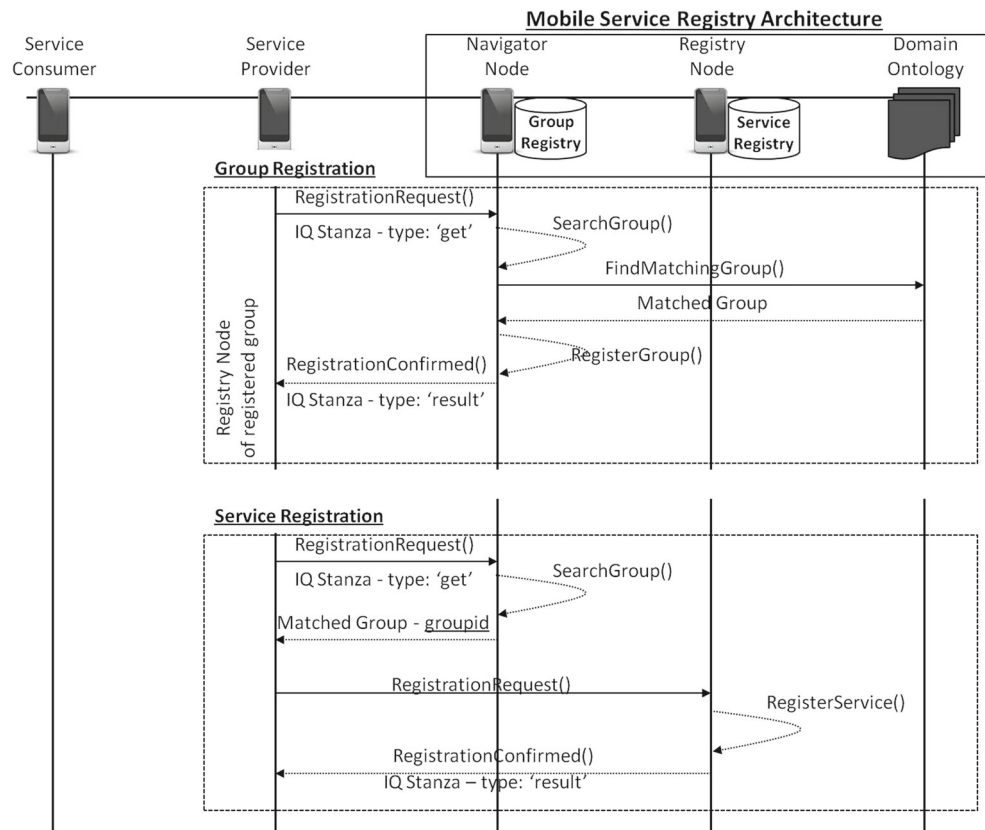 Mobile Service Registry Architecture
Service
Consumer
Service
Provider
Navigator
Node
Registry
Node
Domain
Ontology
Group
Registry
Service
Registry
Group Registration
RegistrationRequest()
IQ Stanza - type: ‘get’
SearchGroup()
FindMatchingGroup()
Matched Group
RegisterGroup()
RegistrationConfirmed()
IQ Stanza - type: ‘result’
Registry Node
of registered group
Service Registration
RegistrationRequest()
IQ Stanza - type: ‘get’
SearchGroup()
Matched Group - groupid
RegistrationRequest()
RegisterService()
RegistrationConfirmed()
IQ Stanza – type: ‘result’